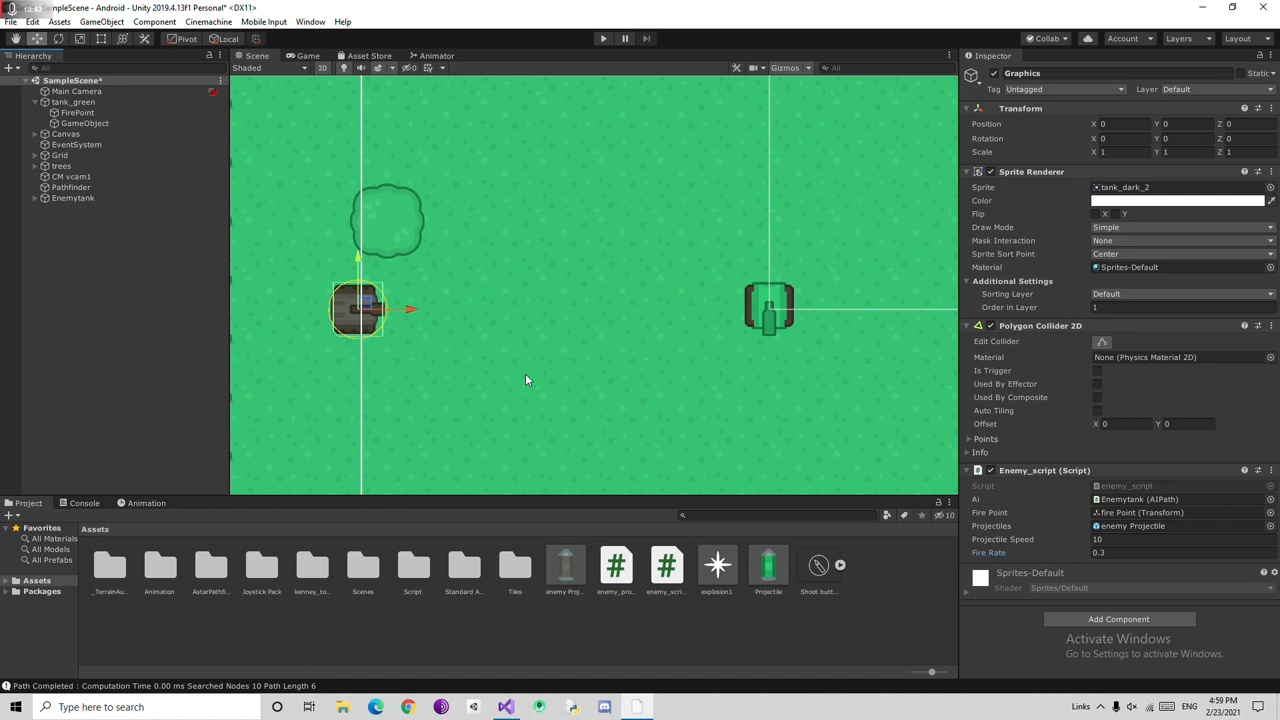 SampleScene - Android - Unity 2019.4.13f1 Personal* <DX11>
File Edit Assets GameObject Component Cinemachine Mobile Input Window Help
Pivot Local Collab Account Layers Layout
Hierarchy Scene Game Asset Store Animator Inspector
All Shaded 2D 0 Gizmos All Graphics Static
SampleScene* Tag Untagged Layer Default
Main Camera
tank_green Transform
FirePoint
GameObject Position X 0 Y 0 Z 0
Canvas Rotation X 0 Y 0 Z 0
EventSystem Scale X 1 Y 1 Z 1
Grid
trees Sprite Renderer
CM vcam1
Pathfinder Sprite tank_dark_2
Enemytank Color
Flip X Y
Draw Mode Simple
Mask Interaction None
Sprite Sort Point Center
Material Sprites-Default
Additional Settings
Sorting Layer Default
Order in Layer 1
Polygon Collider 2D
Edit Collider
Material None (Physics Material 2D)
Is Trigger
Used By Effector
Used By Composite
Auto Tiling
Offset X 0 Y 0
Points
Info
Enemy_script (Script)
Script enemy_script
Ai Enemytank (AIPath)
Fire Point fire Point (Transform)
Projectiles enemy Projectile
Projectile Speed 10
Fire Rate 0.3
Sprites-Default
Shader Sprites/Default
Add Component
Project Console Animation
10
Favorites Assets
All Materials
All Models
All Prefabs
Assets
Packages
_TerrainAu... Animation AstarPathfi... Joystick Pack kenney_to... Scenes Script Standard A... Tiles enemy Proj... enemy_pro... enemy_scri... explosion1 Projectile Shoot butt...
Activate Windows
Go to Settings to activate Windows.
Path Completed : Computation Time 0.00 ms Searched Nodes 10 Path Length 6
Type here to search Links 4:59 PM
2/23/2021